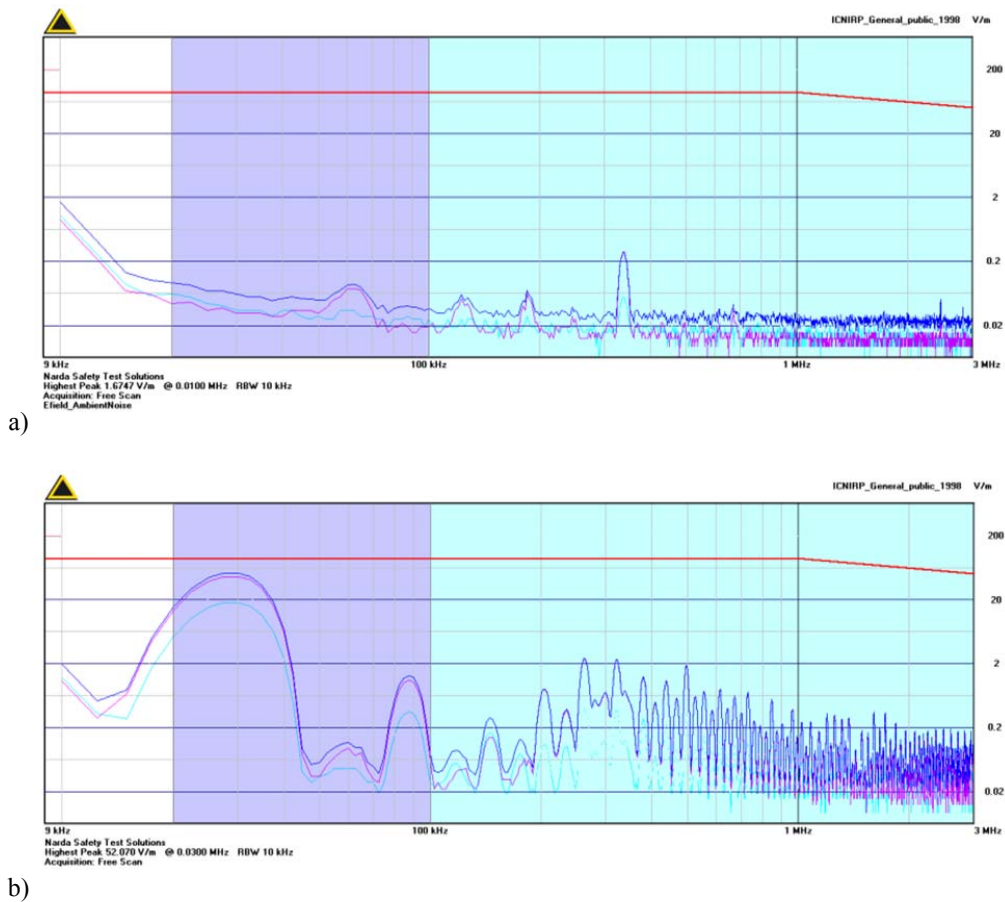 ICNIRP_General_public_1998 V/m
200
20
2
0.2
0.02
9 kHz 100 kHz 1 MHz 3 MHz
Narda Safety Test Solutions
Highest Peak 1.6747 V/m @ 0.0100 MHz RBW 10 kHz
Acquisition: Free Scan
Efield_AmbientNoise
a)
ICNIRP_General_public_1998 V/m
200
20
2
0.2
0.02
9 kHz 100 kHz 1 MHz 3 MHz
Narda Safety Test Solutions
Highest Peak 52.070 V/m @ 0.0300 MHz RBW 10 kHz
Acquisition: Free Scan
b)